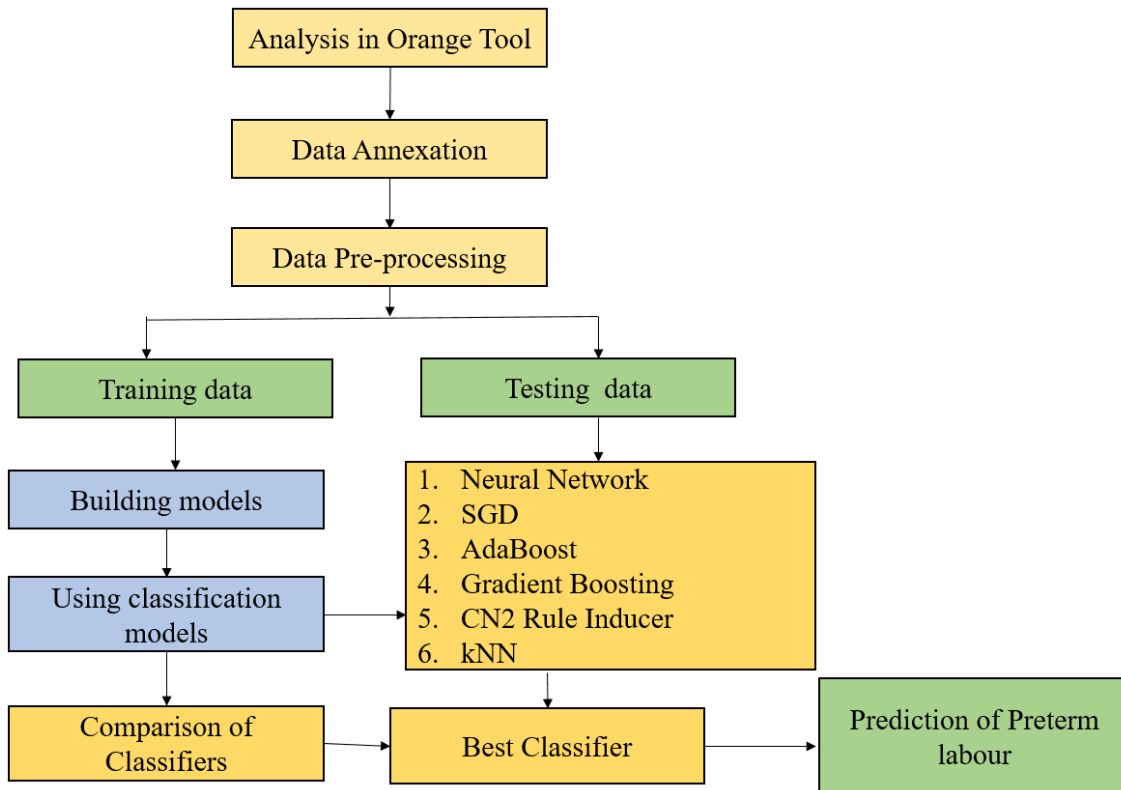 Analysis in Orange Tool
Data Annexation
Data Pre-processing
Training data
Testing data
Building models
Using classification
models
1. Neural Network
2. SGD
3. AdaBoost
4. Gradient Boosting
5. CN2 Rule Inducer
6. kNN
Comparison of
Classifiers
Best Classifier
Prediction of Preterm
labour